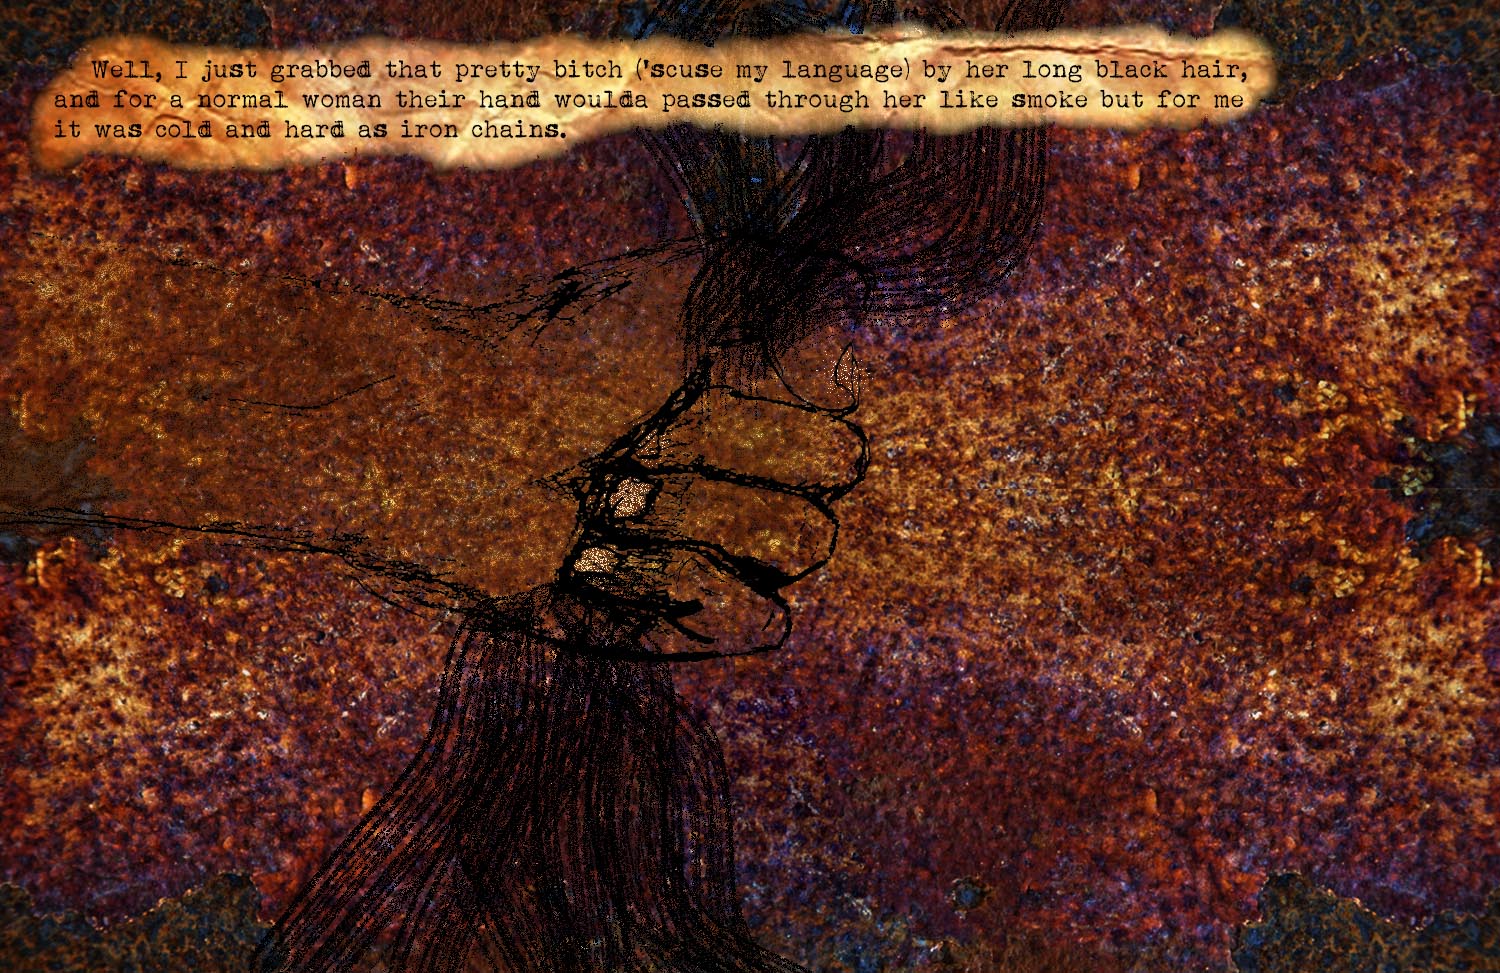 Well, I just grabbed that pretty bitch ('scuse my language) by her long black hair,
and for a normal woman their hand woulda passed through her like smoke but for me
it was cold and hard as iron chains.